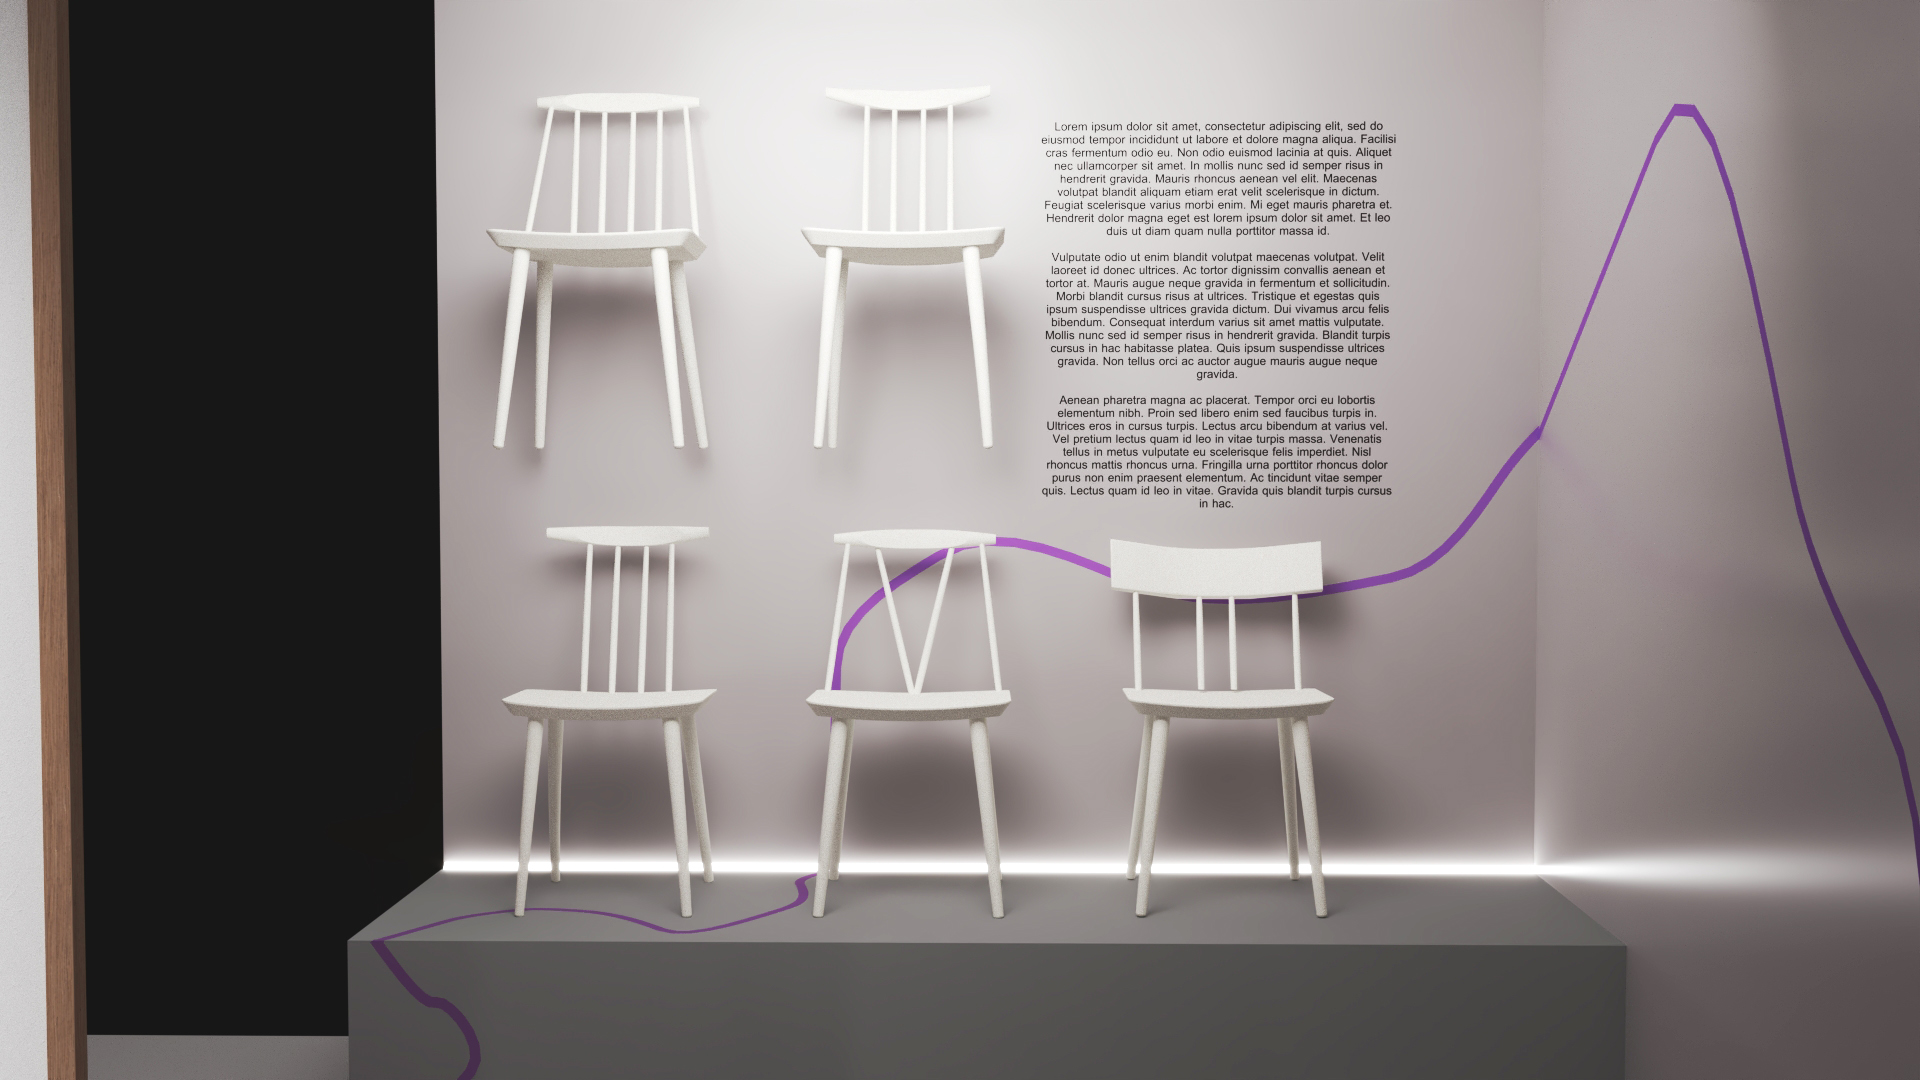 Lorem ipsum dolor sit amet, consectetur adipiscing elit, sed do
eiusmod tempor incididunt ut labore et dolore magna aliqua. Facilisi
cras fermentum odio eu. Non odio euismod lacinia at quis. Aliquet
nec ullamcorper sit amet. In mollis nunc sed id semper risus in
hendrerit gravida. Mauris rhoncus aenean vel elit. Maecenas
volutpat blandit aliquam etiam erat velit scelerisque in dictum.
Feugiat scelerisque varius morbi enim. Mi eget mauris pharetra et.
Hendrerit dolor magna eget est lorem ipsum dolor sit amet. Et leo
duis ut diam quam nulla porttitor massa id.
Vulputate odio ut enim blandit volutpat maecenas volutpat. Velit
laoreet id donec ultrices. Ac tortor dignissim convallis aenean et
tortor at. Mauris augue neque gravida in fermentum et sollicitudin.
Morbi blandit cursus risus at ultrices. Tristique et egestas quis
ipsum suspendisse ultrices gravida dictum. Dui vivamus arcu felis
bibendum. Consequat interdum varius sit amet mattis vulputate.
Mollis nunc sed id semper risus in hendrerit gravida. Blandit turpis
cursus in hac habitasse platea. Quis ipsum suspendisse ultrices
gravida. Non tellus orci ac auctor augue mauris augue neque
gravida.
Aenean pharetra magna ac placerat. Tempor orci eu lobortis
elementum nibh. Proin sed libero enim sed faucibus turpis in.
Ultrices eros in cursus turpis. Lectus arcu bibendum at varius vel.
Vel pretium lectus quam id leo in vitae turpis massa. Venenatis
tellus in metus vulputate eu scelerisque felis imperdiet. Nisl
rhoncus mattis rhoncus urna. Fringilla urna porttitor rhoncus dolor
purus non enim praesent elementum. Ac tincidunt vitae semper
quis. Lectus quam id leo in vitae. Gravida quis blandit turpis cursus
in hac.